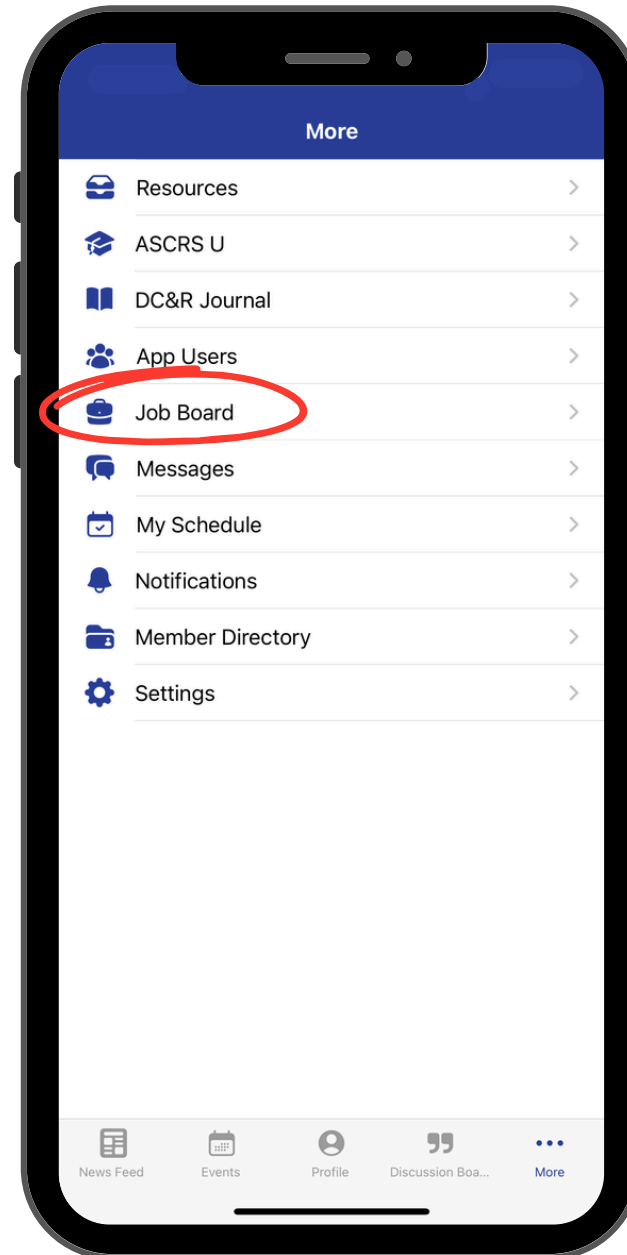 More
Resources
ASCRS U
DC&R Journal
App Users
Job Board
Messages
My Schedule
Notifications
Member Directory
Settings
News Feed
Events
Profile
Discussion Boa...
More